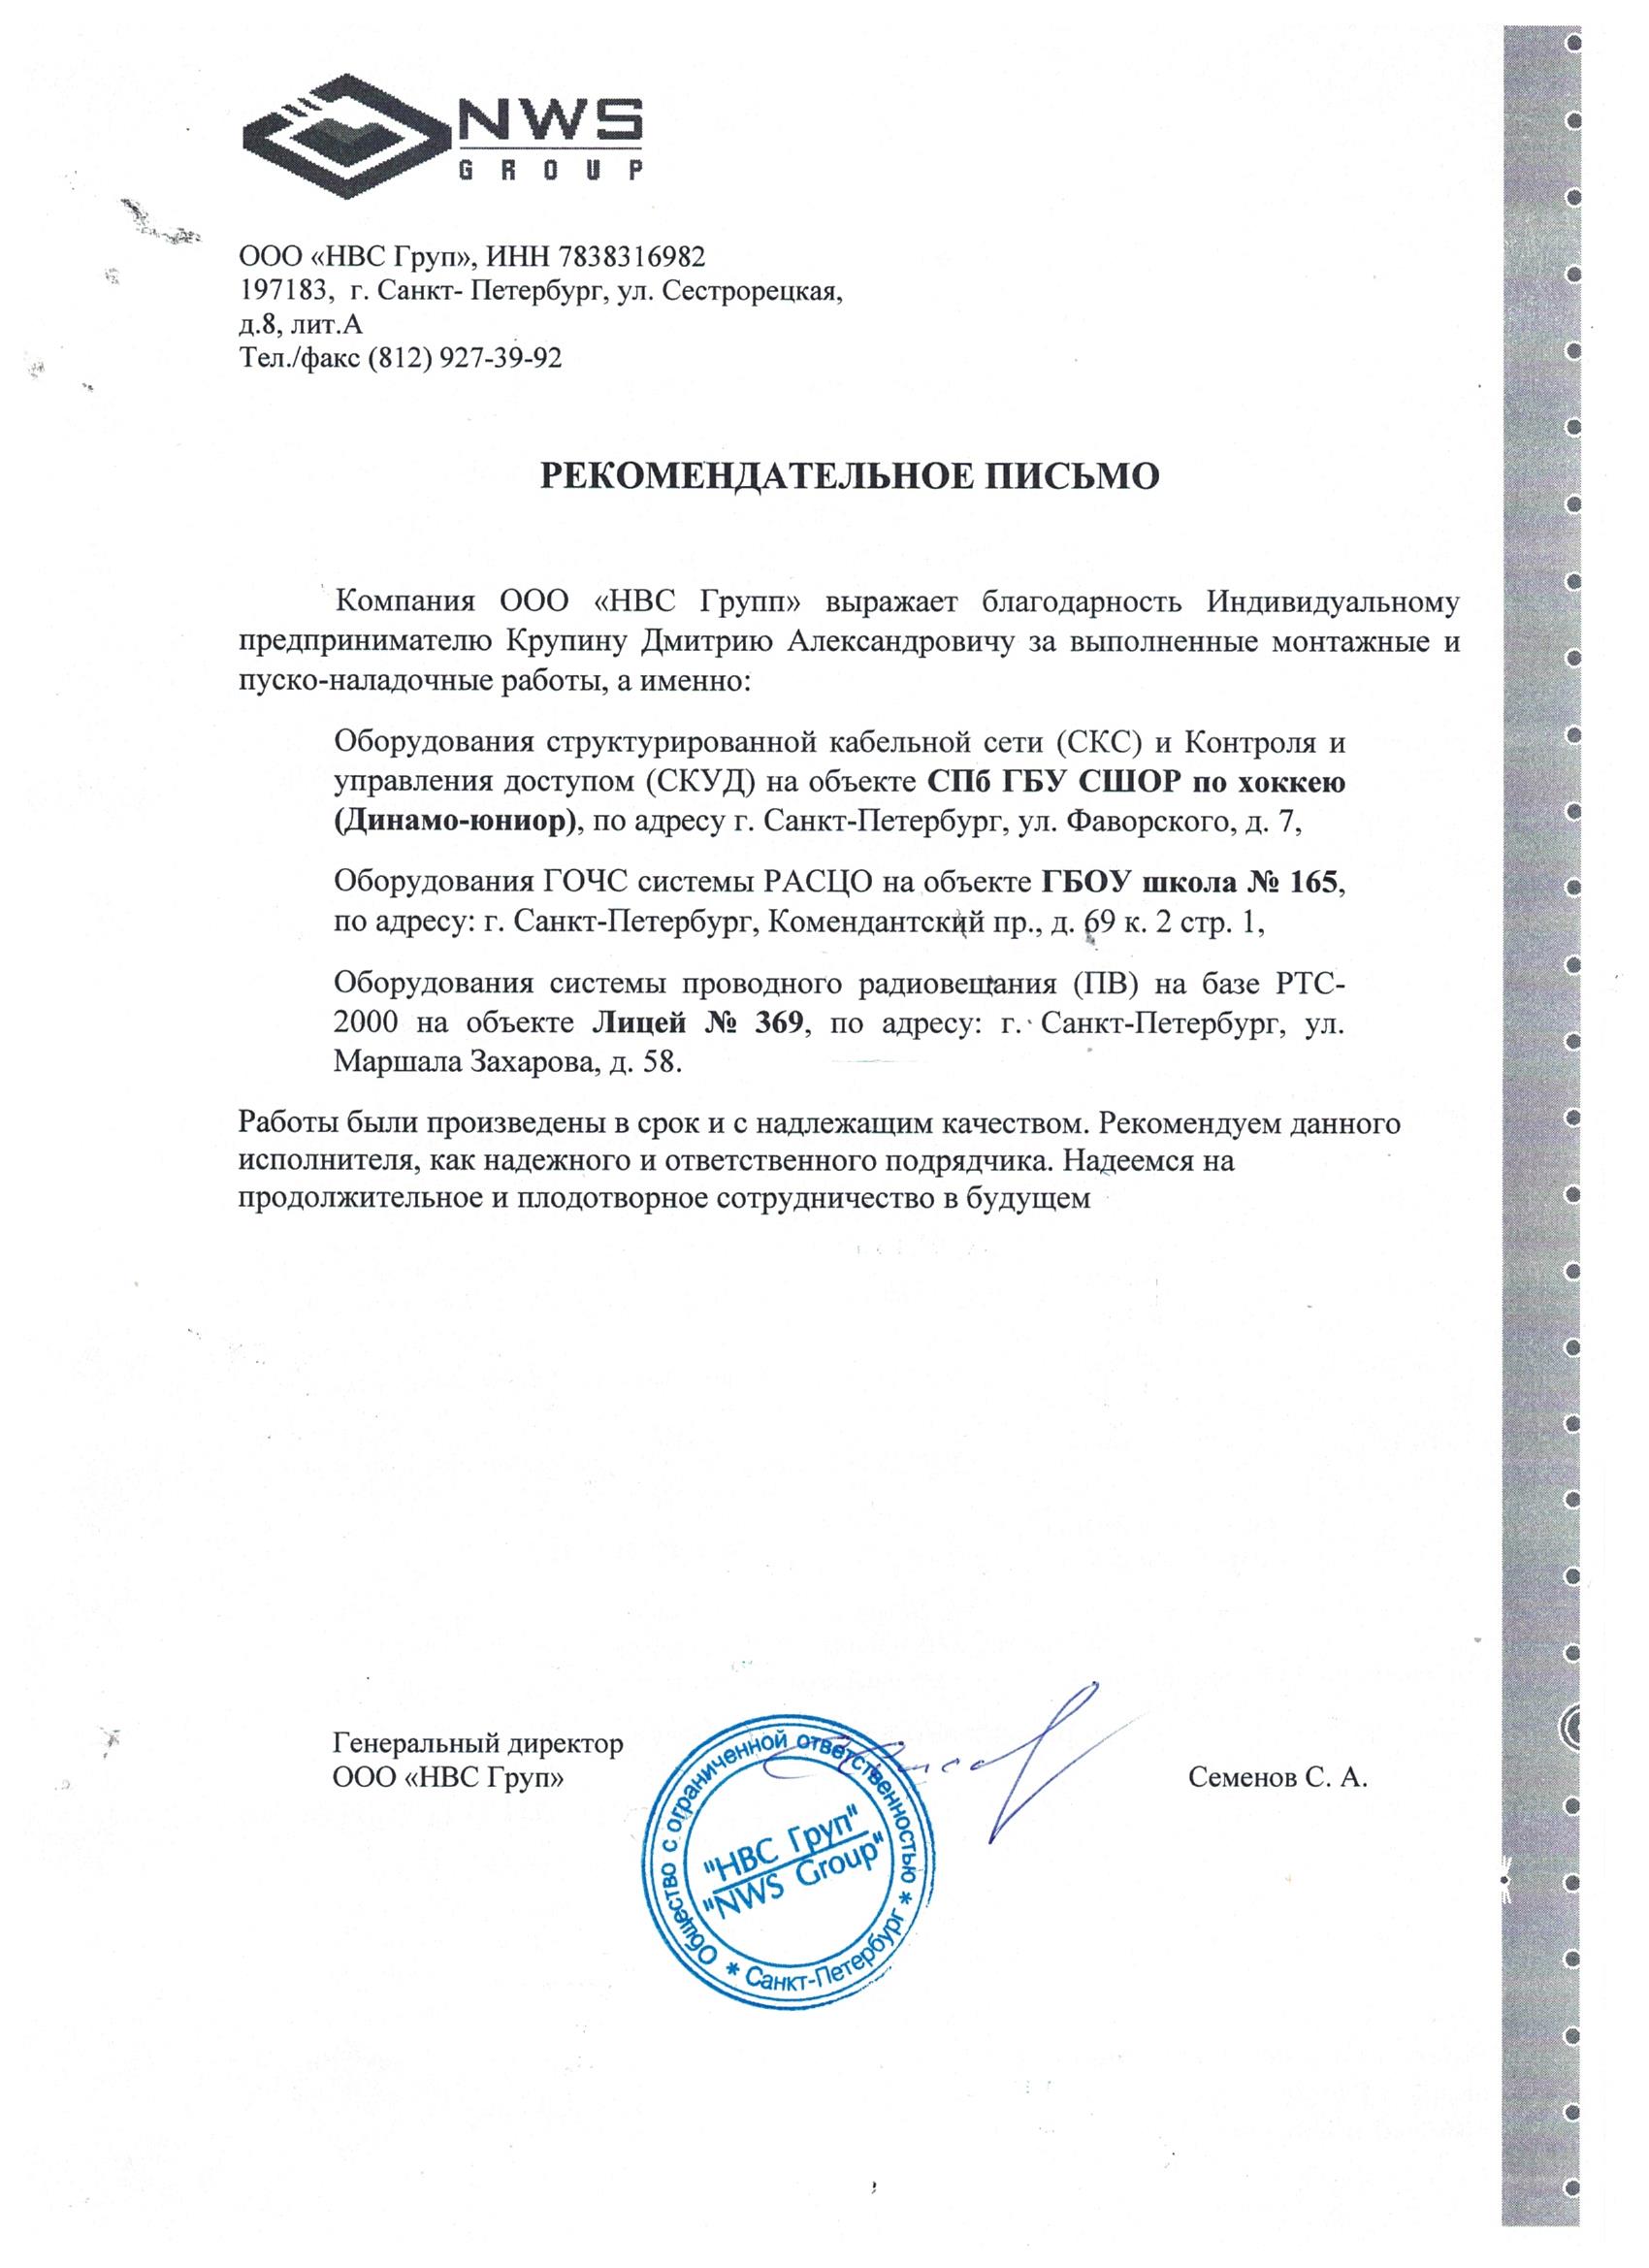 NWS
GROUP
ООО «НВС Груп», ИНН 7838316982
197183, г. Санкт- Петербург, ул. Сестрорецкая,
д.8, лит.А
Тел./факс (812) 927-39-92
РЕКОМЕНДАТЕЛЬНОЕ ПИСЬМО
Компания ООО «НВС Групп» выражает благодарность Индивидуальному
предпринимателю Крупину Дмитрию Александровичу за выполненные монтажные и
пуско-наладочные работы, а именно:
Оборудования структурированной кабельной сети (СКС) и Контроля и
управления доступом (СКУД) на объекте СПб ГБУ СШОР по хоккею
(Динамо-юниор), по адресу г. Санкт-Петербург, ул. Фаворского, д. 7,
Оборудования ГОЧС системы РАСЦО на объекте ГБОУ школа № 165,
по адресу: г. Санкт-Петербург, Комендантский пр., д. 69 к. 2 стр. 1,
Оборудования системы проводного радиовещания (ПВ) на базе РТС-
2000 на объекте Лицей № 369, по адресу: г. Санкт-Петербург, ул.
Маршала Захарова, д. 58.
Работы были произведены в срок и с надлежащим качеством. Рекомендуем данного
исполнителя, как надежного и ответственного подрядчика. Надеемся на
продолжительное и плодотворное сотрудничество в будущем
Генеральный директор
ООО «НВС Груп»
Семенов С. А.
Общество с ограниченной ответственностью
* Санкт-Петербург *
"НВС Груп"
"NWS Group"